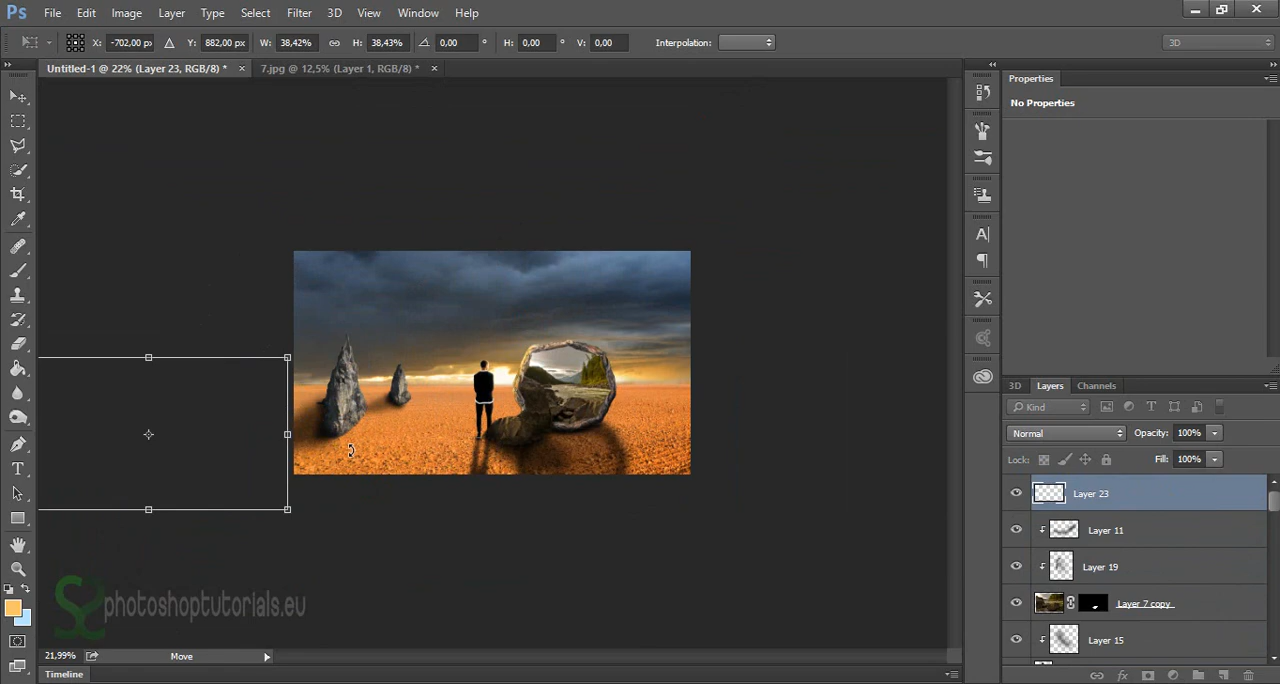 Ps File Edit Image Layer Type Select Filter 3D View Window Help
X: -702,00 px Y: 882,00 px W: 38,42% H: 38,43% 0,00 ° H: 0,00 ° V: 0,00 Interpolation: 3D
Untitled-1 @ 22% (Layer 23, RGB/8) * × 7.jpg @ 12,5% (Layer 1, RGB/8) * ×
Properties
No Properties
3D Layers Channels
Kind
Normal Opacity: 100%
Lock: Fill: 100%
Layer 23
Layer 11
Layer 19
Layer 7 copy
Layer 15
photoshoptutorials.eu
21,99% Move
Timeline